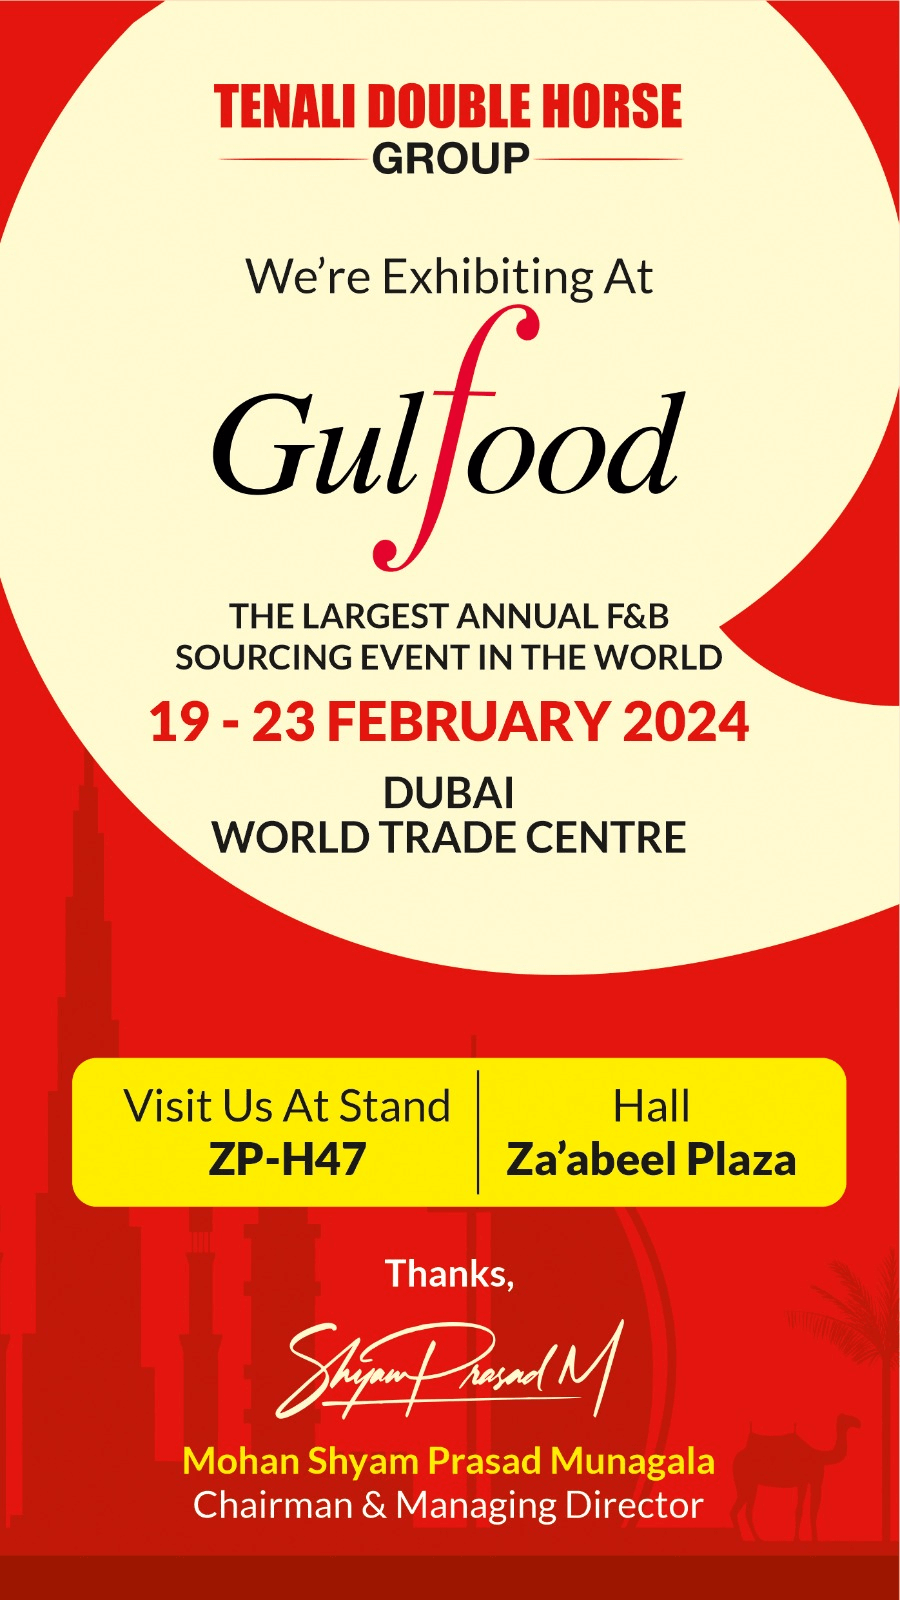 TENALI DOUBLE HORSE
GROUP
We’re Exhibiting At
Gulfood
THE LARGEST ANNUAL F&B
SOURCING EVENT IN THE WORLD
19 - 23 FEBRUARY 2024
DUBAI
WORLD TRADE CENTRE
Visit Us At Stand
ZP-H47
Hall
Za’abeel Plaza
Thanks,
Shyam Prasad M
Mohan Shyam Prasad Munagala
Chairman & Managing Director